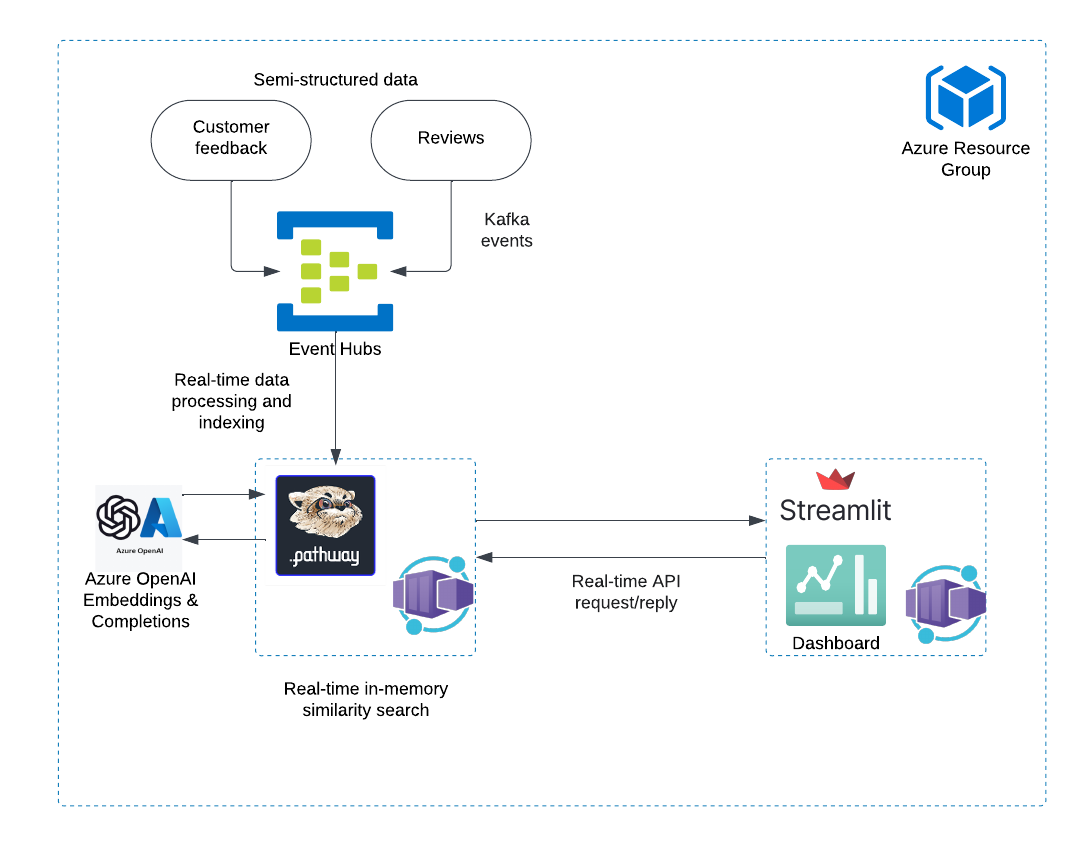 Semi-structured data
Customer
feedback
Reviews
Azure Resource
Group
Kafka
events
Event Hubs
Real-time data
processing and
indexing
Azure OpenAI
Azure OpenAI
Embeddings &
Completions
..pathway
Real-time in-memory
similarity search
Real-time API
request/reply
Streamlit
Dashboard